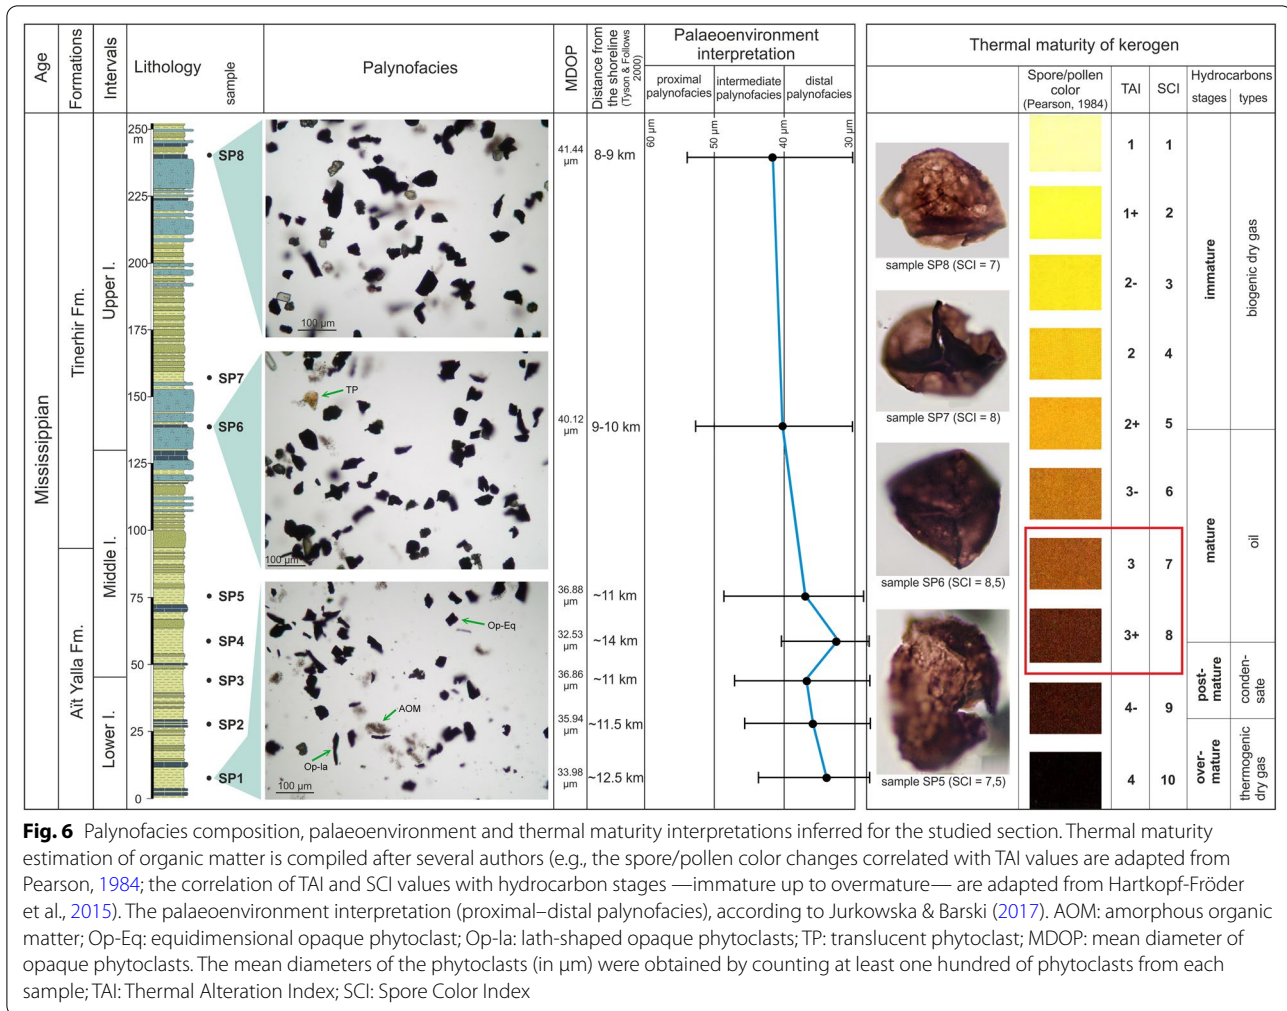 Age
Formations
Intervals
Lithology
sample
Palynofacies
MDOP
Distance from
the shoreline
(Tyson & Follows
2000)
Palaeoenvironment
interpretation
proximal
palynofacies
intermediate
palynofacies
distal
palynofacies
60 µm
50 µm
40 µm
30 µm
Thermal maturity of kerogen
Spore/pollen
color
(Pearson, 1984)
TAI
SCI
Hydrocarbons
stages
types
Mississippian
Tinerhir Fm.
Aït Yalla Fm.
Upper I.
Middle I.
Lower I.
250
m
225
200
175
150
125
100
75
50
25
0
SP8
SP7
SP6
SP5
SP4
SP3
SP2
SP1
100 µm
TP
100 µm
Op-Eq
AOM
Op-la
100 µm
41.44
µm
8-9 km
40.12
µm
9-10 km
36.88
µm
~11 km
32.53
µm
~14 km
36.86
µm
~11 km
35.94
µm
~11.5 km
33.98
µm
~12.5 km
sample SP8 (SCI = 7)
sample SP7 (SCI = 8)
sample SP6 (SCI = 8,5)
sample SP5 (SCI = 7,5)
1 1
1+ 2
2- 3
2 4
2+ 5
3- 6
3 7
3+ 8
4- 9
4 10
immature
mature
post-
mature
over-
mature
biogenic dry gas
oil
conden-
sate
thermogenic
dry gas
Fig. 6 Palynofacies composition, palaeoenvironment and thermal maturity interpretations inferred for the studied section. Thermal maturity
estimation of organic matter is compiled after several authors (e.g., the spore/pollen color changes correlated with TAI values are adapted from
Pearson, 1984; the correlation of TAI and SCI values with hydrocarbon stages —immature up to overmature— are adapted from Hartkopf-Fröder
et al., 2015). The palaeoenvironment interpretation (proximal–distal palynofacies), according to Jurkowska & Barski (2017). AOM: amorphous organic
matter; Op-Eq: equidimensional opaque phytoclast; Op-la: lath-shaped opaque phytoclasts; TP: translucent phytoclast; MDOP: mean diameter of
opaque phytoclasts. The mean diameters of the phytoclasts (in µm) were obtained by counting at least one hundred of phytoclasts from each
sample; TAI: Thermal Alteration Index; SCI: Spore Color Index